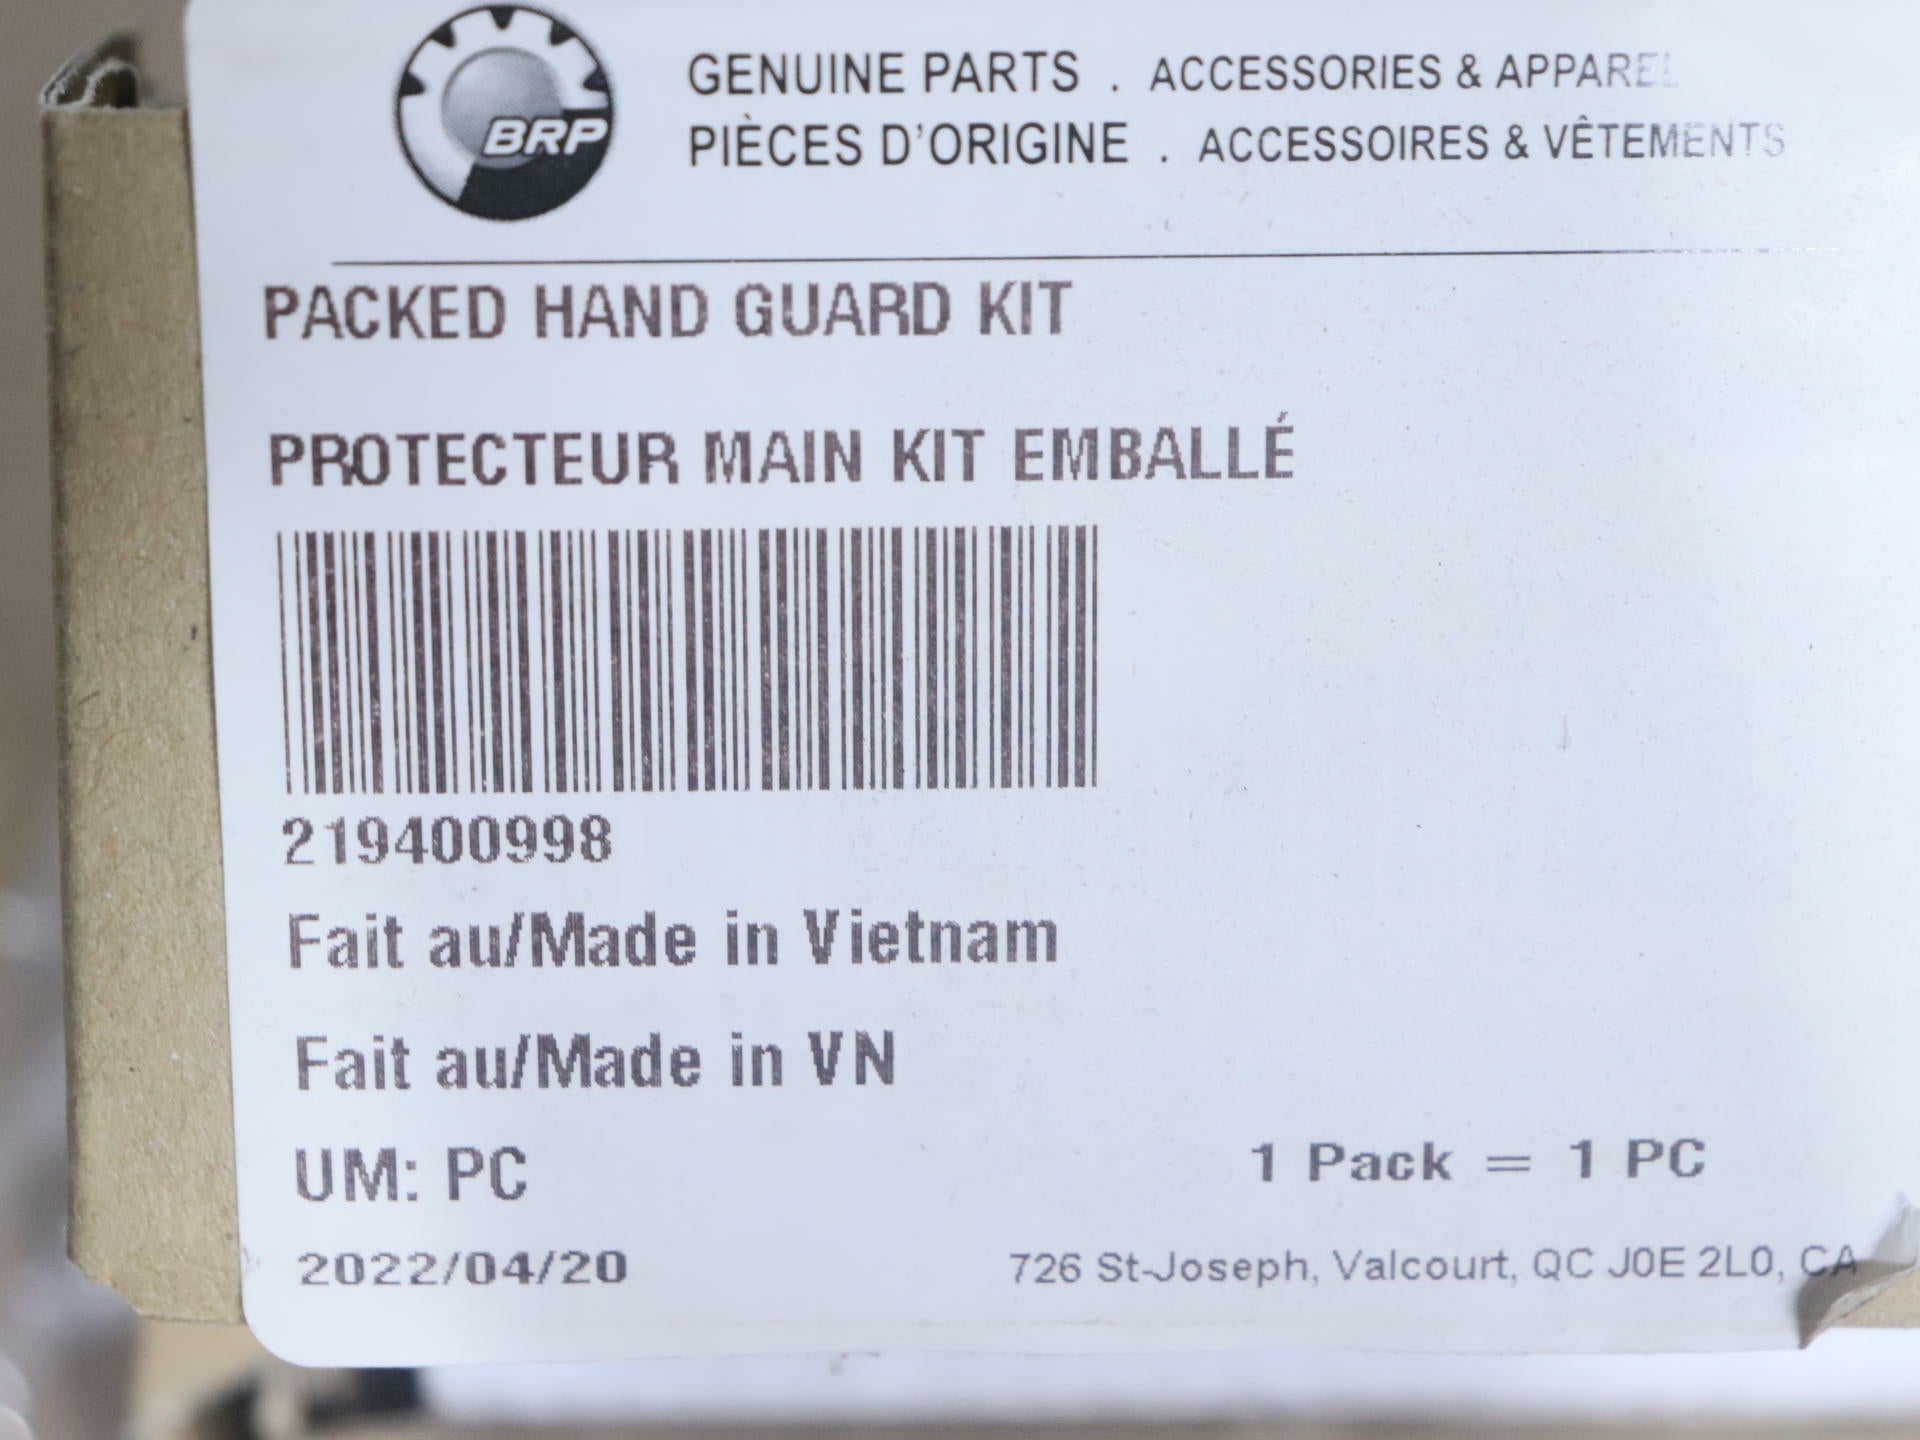 BRP
GENUINE PARTS . ACCESSORIES & APPAREL
PIÈCES D'ORIGINE . ACCESSOIRES & VÊTEMENTS
PACKED HAND GUARD KIT
PROTECTEUR MAIN KIT EMBALLÉ
219400998
Fait au/Made in Vietnam
Fait au/Made in VN
UM: PC
1 Pack = 1 PC
2022/04/20
726 St-Joseph, Valcourt, QC J0E 2L0, CA